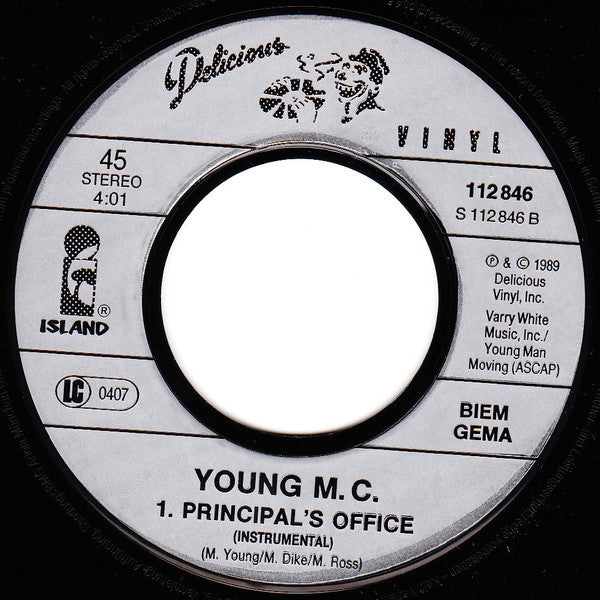 Delicious
VINYL
45
STEREO
4:01
112 846
S 112 846 B
ISLAND ®
LC 0407
℗ & © 1989
Delicious
Vinyl, Inc.
Varry White
Music, Inc./
Young Man
Moving (ASCAP)
BIEM
GEMA
YOUNG M.C.
1. PRINCIPAL'S OFFICE
(INSTRUMENTAL)
(M. Young/M. Dike/M. Ross)